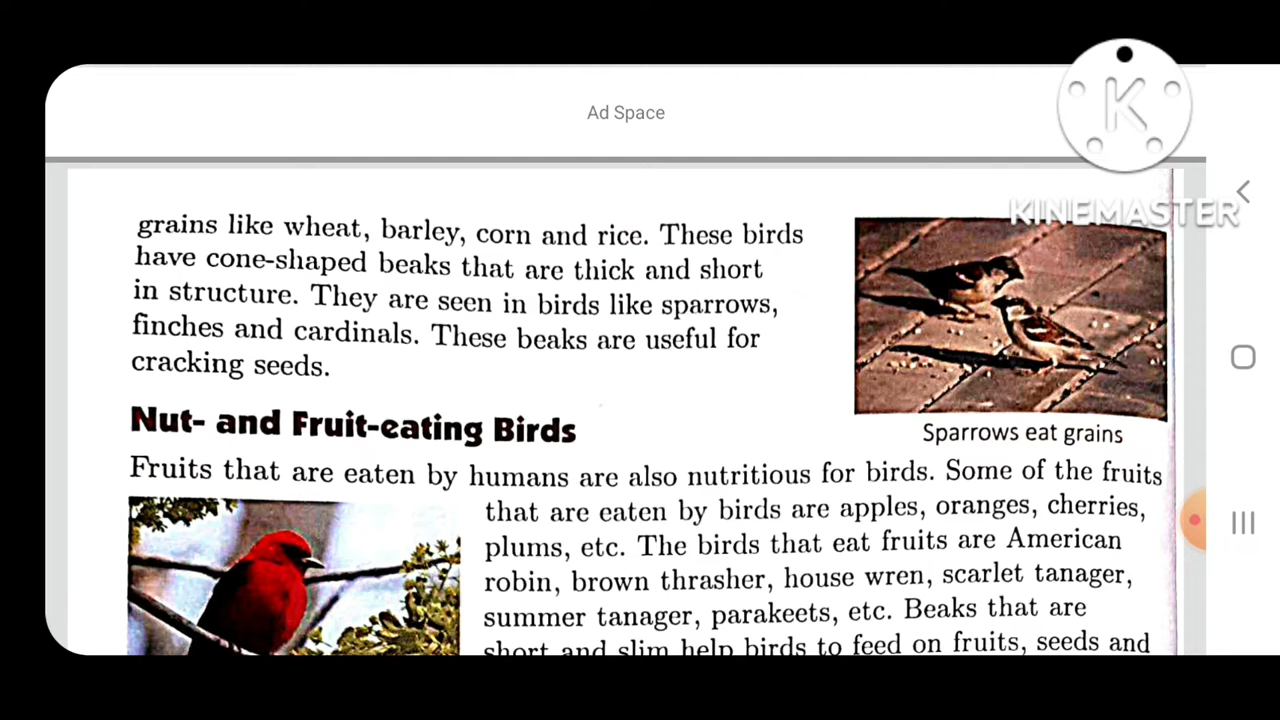 Ad Space
KINEMASTER
grains like wheat, barley, corn and rice. These birds
have cone-shaped beaks that are thick and short
in structure. They are seen in birds like sparrows,
finches and cardinals. These beaks are useful for
cracking seeds.
Sparrows eat grains
Nut- and Fruit-eating Birds
Fruits that are eaten by humans are also nutritious for birds. Some of the fruits
that are eaten by birds are apples, oranges, cherries,
plums, etc. The birds that eat fruits are American
robin, brown thrasher, house wren, scarlet tanager,
summer tanager, parakeets, etc. Beaks that are
short and slim help birds to feed on fruits, seeds and